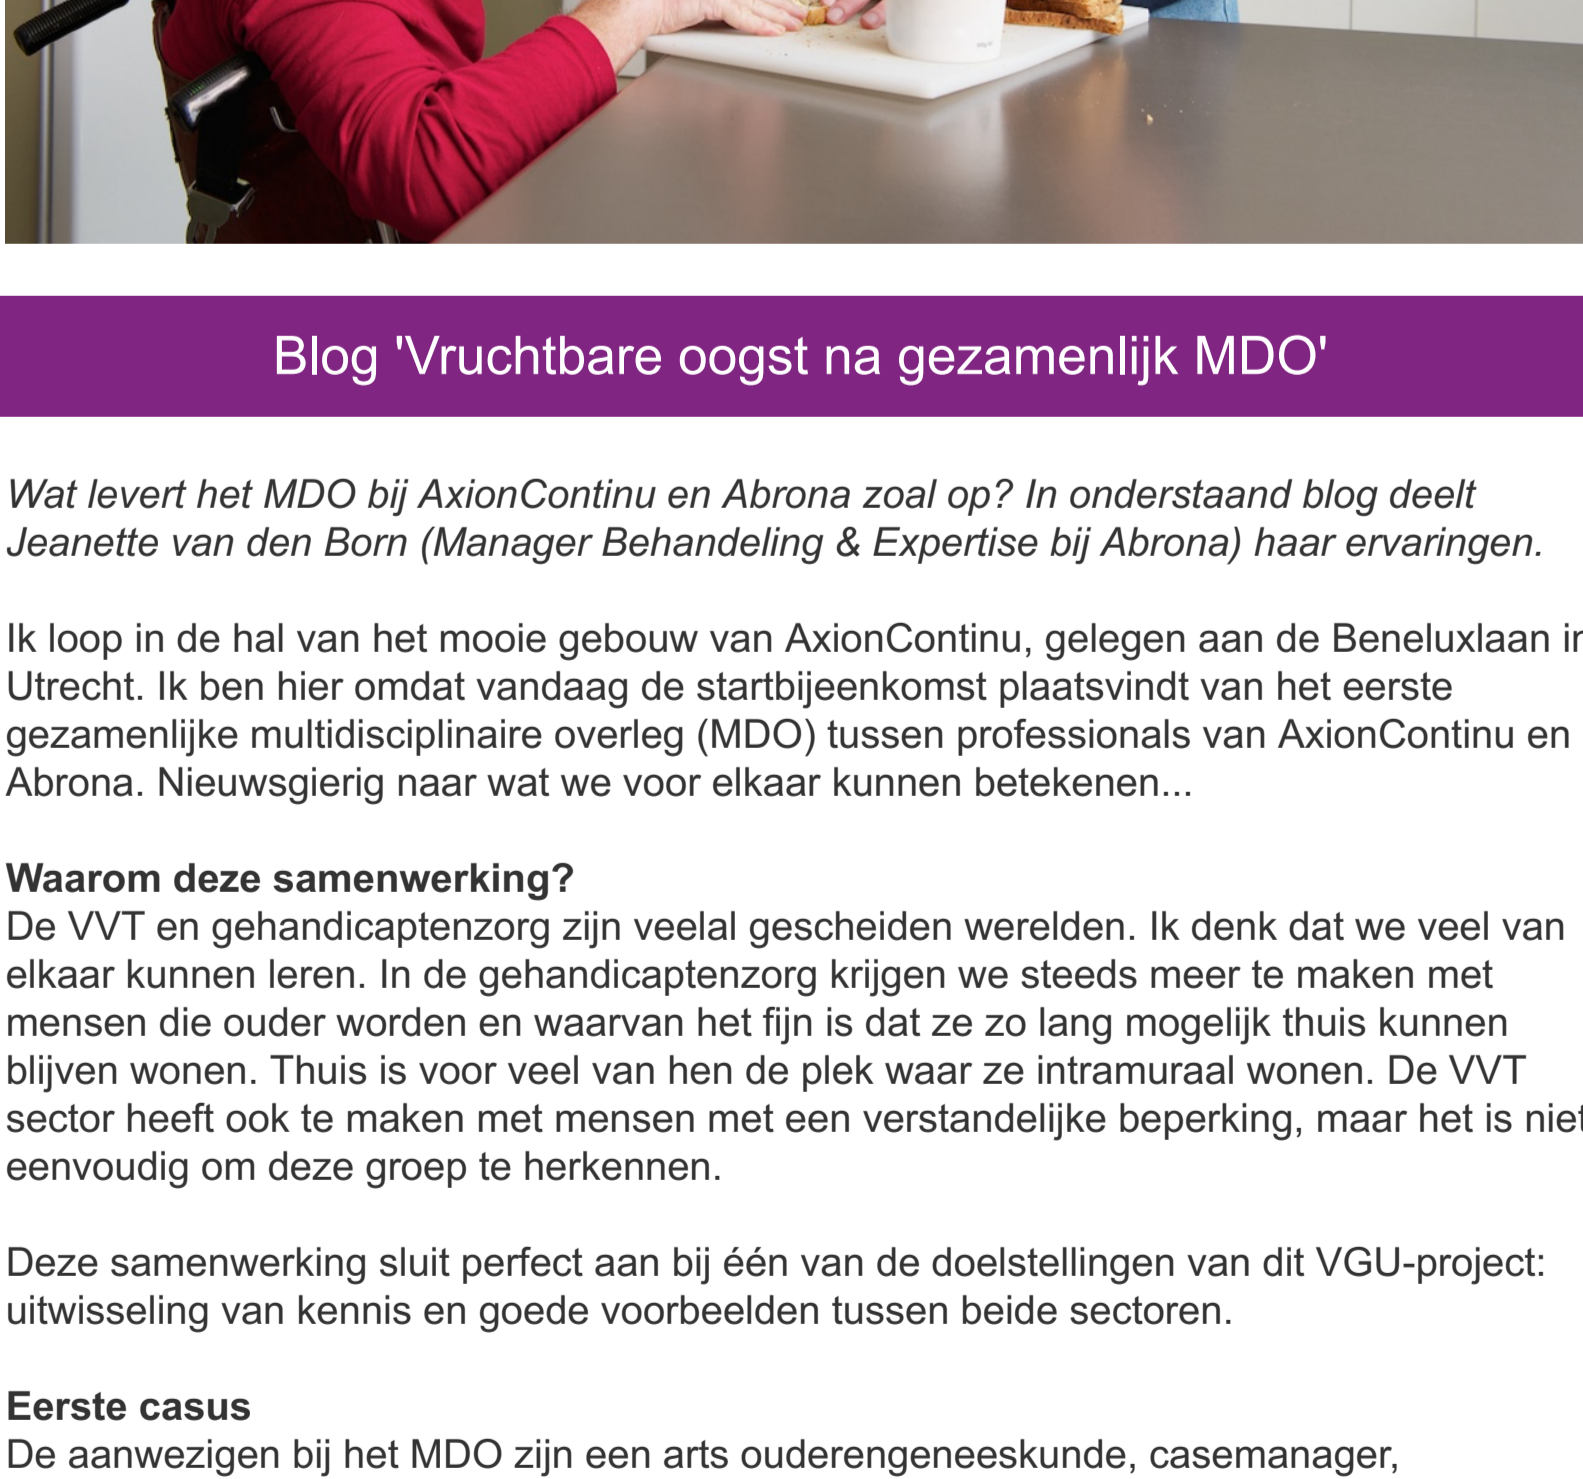 Blog 'Vruchtbare oogst na gezamenlijk MDO'
Wat levert het MDO bij AxionContinu en Abrona zoal op? In onderstaand blog deelt
Jeanette van den Born (Manager Behandeling & Expertise bij Abrona) haar ervaringen.
Ik loop in de hal van het mooie gebouw van AxionContinu, gelegen aan de Beneluxlaan in
Utrecht. Ik ben hier omdat vandaag de startbijeenkomst plaatsvindt van het eerste
gezamenlijke multidisciplinaire overleg (MDO) tussen professionals van AxionContinu en
Abrona. Nieuwsgierig naar wat we voor elkaar kunnen betekenen...
Waarom deze samenwerking?
De VVT en gehandicaptenzorg zijn veelal gescheiden werelden. Ik denk dat we veel van
elkaar kunnen leren. In de gehandicaptenzorg krijgen we steeds meer te maken met
mensen die ouder worden en waarvan het fijn is dat ze zo lang mogelijk thuis kunnen
blijven wonen. Thuis is voor veel van hen de plek waar ze intramuraal wonen. De VVT
sector heeft ook te maken met mensen met een verstandelijke beperking, maar het is niet
eenvoudig om deze groep te herkennen.
Deze samenwerking sluit perfect aan bij één van de doelstellingen van dit VGU-project:
uitwisseling van kennis en goede voorbeelden tussen beide sectoren.
Eerste casus
De aanwezigen bij het MDO zijn een arts ouderengeneeskunde, casemanager,